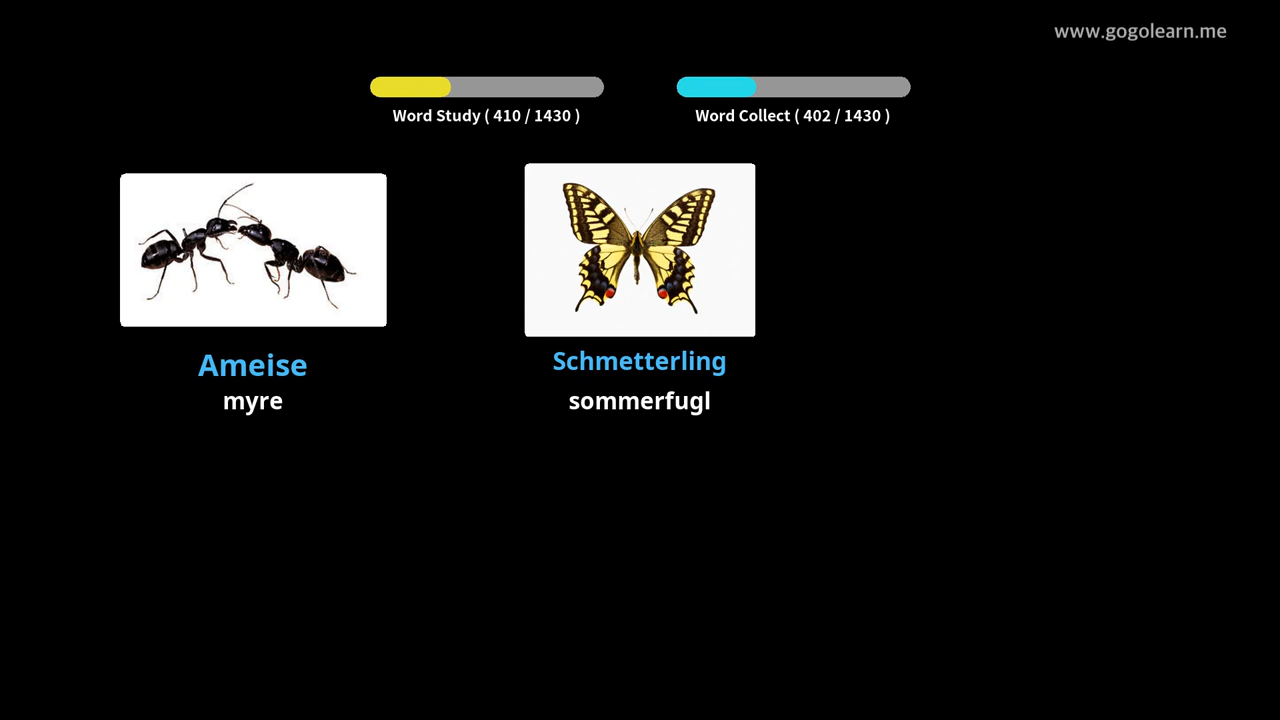 www.gogolearn.me
Word Study ( 410 / 1430 )
Word Collect ( 402 / 1430 )
Ameise
myre
Schmetterling
sommerfugl